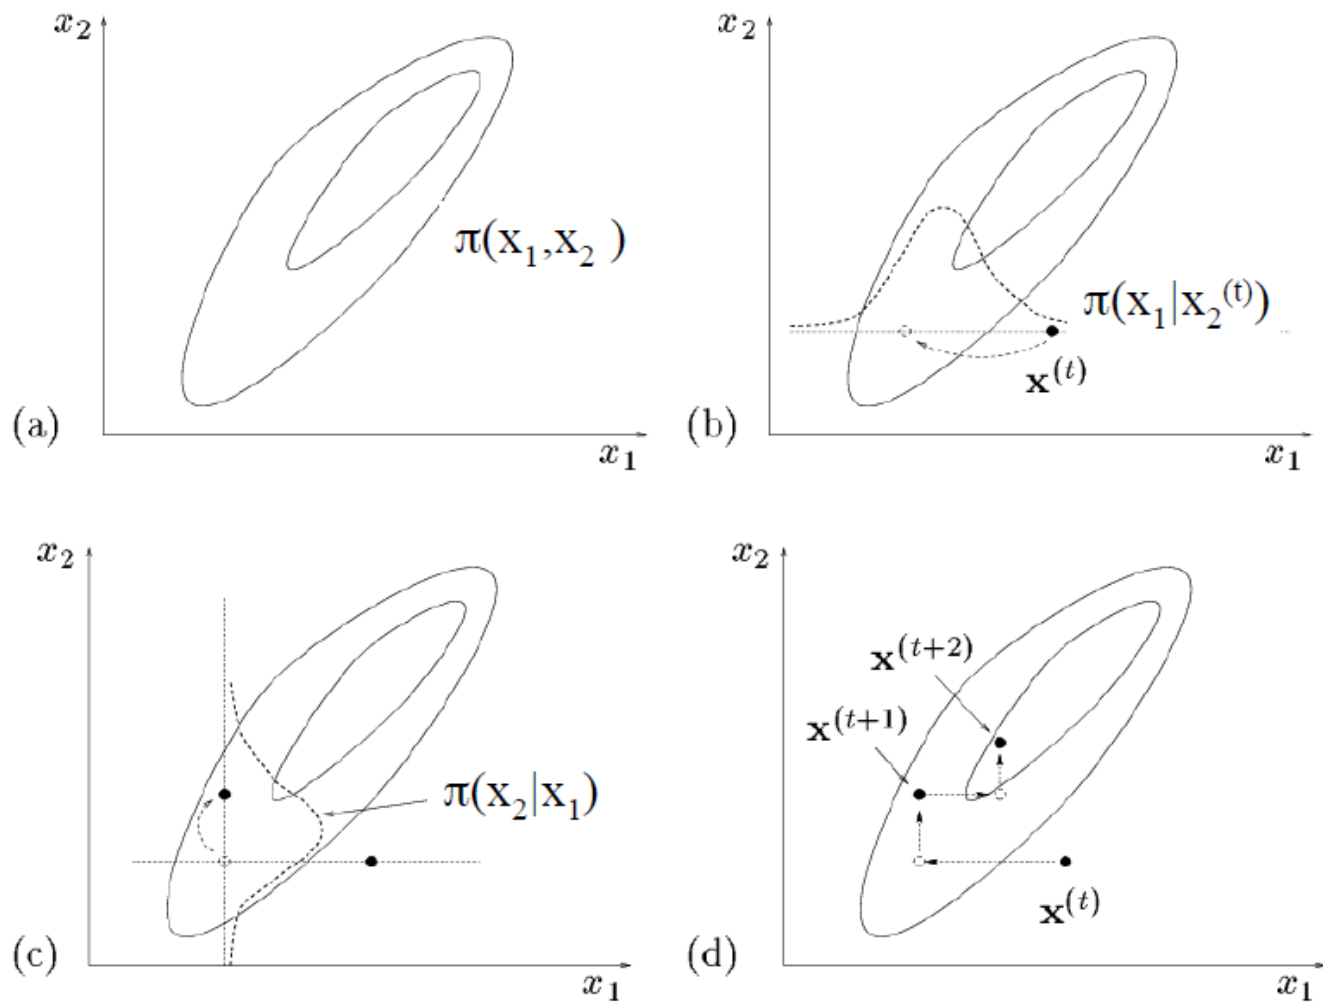 x₂
π(x₁,x₂ )
(a)
x₁
x₂
π(x₁|x₂⁽ᵗ⁾)
x⁽ᵗ⁾
(b)
x₁
x₂
π(x₂|x₁)
(c)
x₁
x₂
x⁽ᵗ⁺²⁾
x⁽ᵗ⁺¹⁾
x⁽ᵗ⁾
(d)
x₁